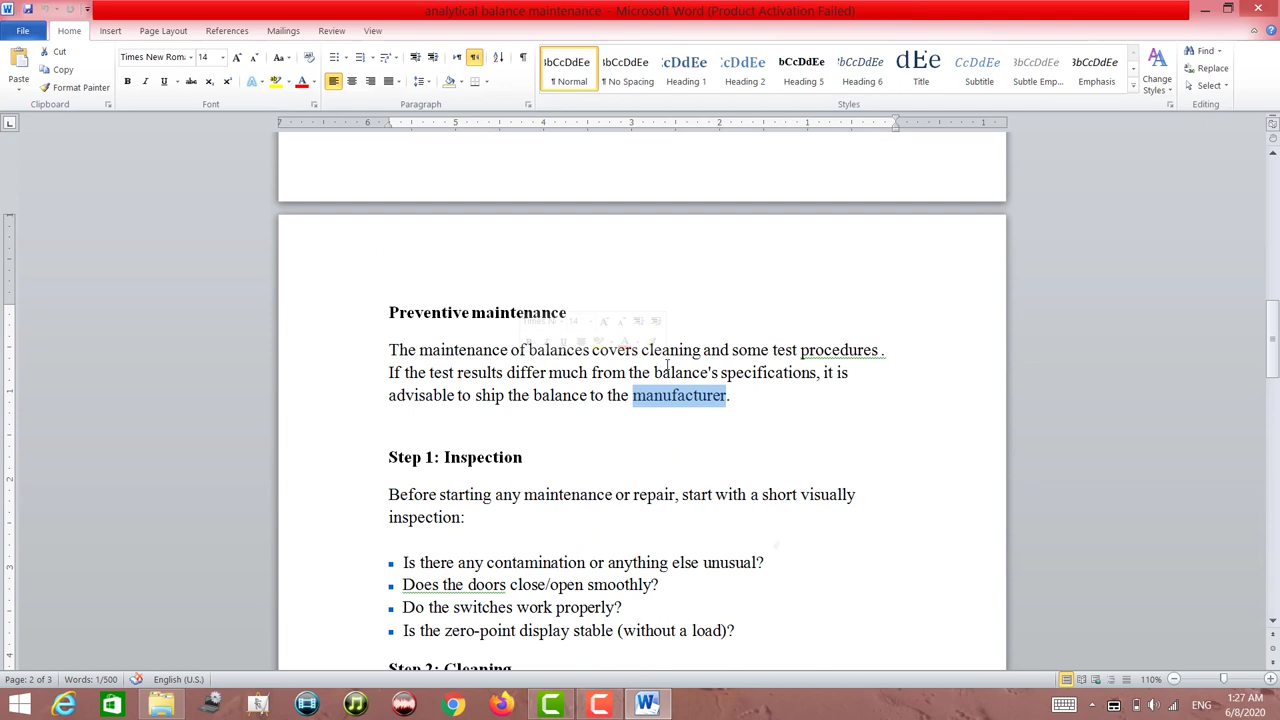 analytical balance maintenance - Microsoft Word (Product Activation Failed)
File Home Insert Page Layout References Mailings Review View
Cut
Copy
Format Painter
Paste
Clipboard
Times New Rom 14
Font
Paragraph
¶ Normal
¶ No Spacing
Heading 1
Heading 2
Heading 5
Heading 6
Title
Subtitle
Subtle Emp...
Emphasis
Change Styles
Styles
Find
Replace
Select
Editing
Preventive maintenance
The maintenance of balances covers cleaning and some test procedures .
If the test results differ much from the balance's specifications, it is
advisable to ship the balance to the manufacturer.
Step 1: Inspection
Before starting any maintenance or repair, start with a short visually
inspection:
Is there any contamination or anything else unusual?
Does the doors close/open smoothly?
Do the switches work properly?
Is the zero-point display stable (without a load)?
Step 2: Cleaning
Page: 2 of 3 Words: 1/500 English (U.S.) 110%
ENG
1:27 AM
6/8/2020